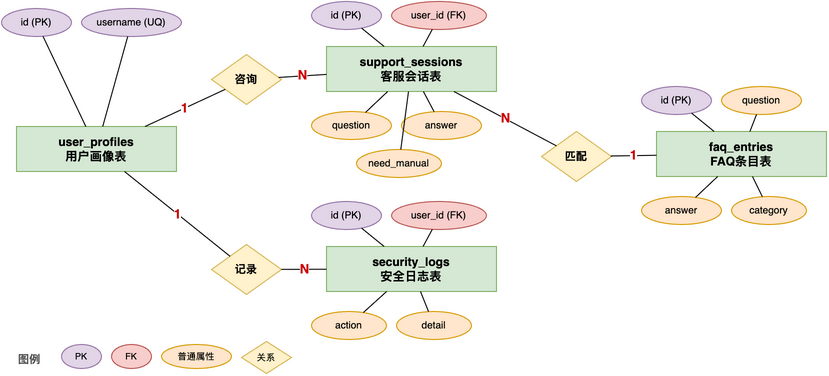 id (PK)
username (UQ)
id (PK)
user_id (FK)
咨询
N
support_sessions
客服会话表
1
question
answer
need_manual
N
id (PK)
question
user_profiles
用户画像表
匹配
1
faq_entries
FAQ条目表
answer
category
1
id (PK)
user_id (FK)
记录
N
security_logs
安全日志表
action
detail
图例
PK
FK
普通属性
关系